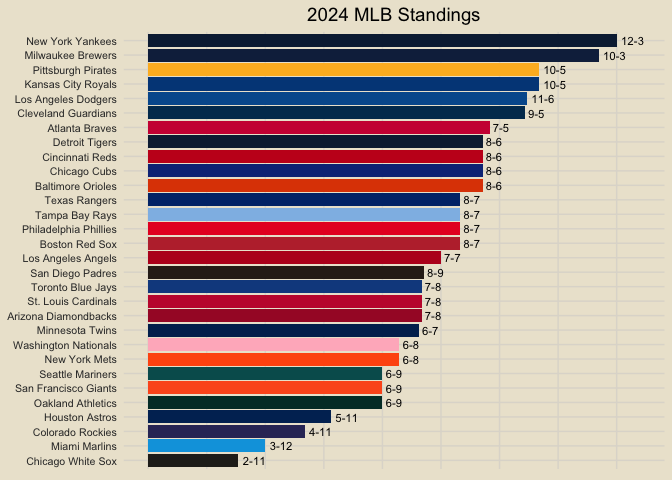 2024 MLB Standings
New York Yankees 12-3
Milwaukee Brewers 10-3
Pittsburgh Pirates 10-5
Kansas City Royals 10-5
Los Angeles Dodgers 11-6
Cleveland Guardians 9-5
Atlanta Braves 7-5
Detroit Tigers 8-6
Cincinnati Reds 8-6
Chicago Cubs 8-6
Baltimore Orioles 8-6
Texas Rangers 8-7
Tampa Bay Rays 8-7
Philadelphia Phillies 8-7
Boston Red Sox 8-7
Los Angeles Angels 7-7
San Diego Padres 8-9
Toronto Blue Jays 7-8
St. Louis Cardinals 7-8
Arizona Diamondbacks 7-8
Minnesota Twins 6-7
Washington Nationals 6-8
New York Mets 6-8
Seattle Mariners 6-9
San Francisco Giants 6-9
Oakland Athletics 6-9
Houston Astros 5-11
Colorado Rockies 4-11
Miami Marlins 3-12
Chicago White Sox 2-11